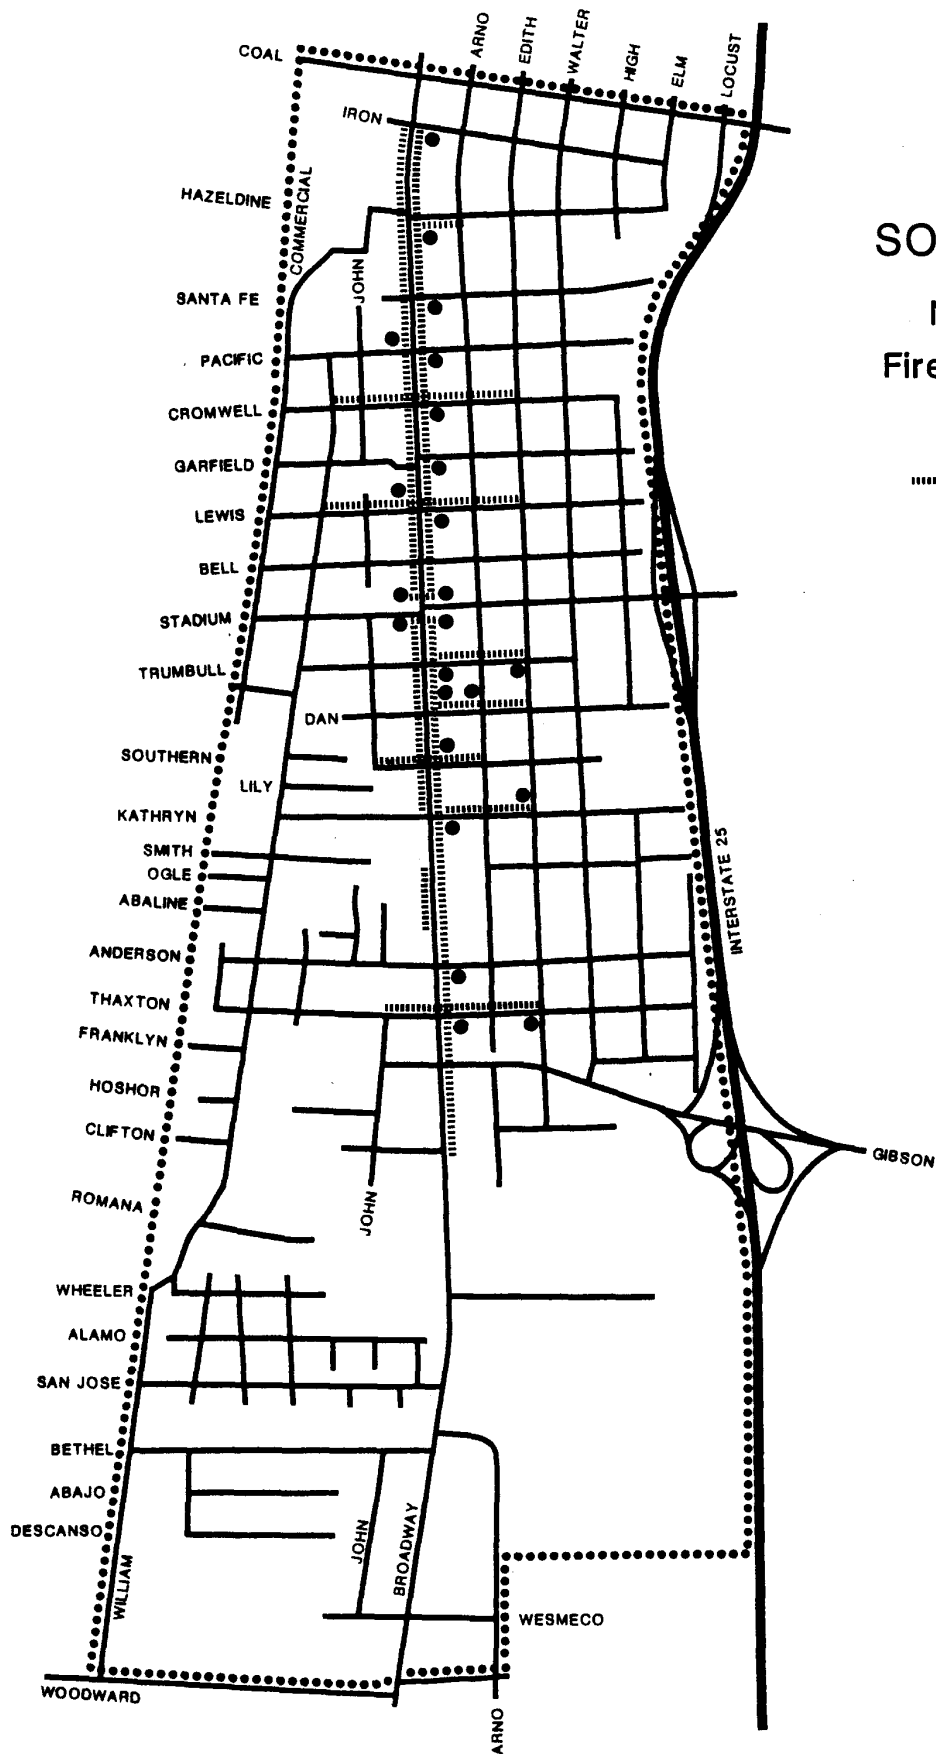 COAL
ARNO
EDITH
WALTER
HIGH
ELM
LOCUST
IRON
HAZELDINE
COMMERCIAL
JOHN
SO
SANTA FE
PACIFIC
Fire
CROMWELL
GARFIELD
LEWIS
BELL
STADIUM
TRUMBULL
DAN
SOUTHERN
LILY
KATHRYN
SMITH
OGLE
ABALINE
INTERSTATE 25
ANDERSON
THAXTON
FRANKLYN
HOSHOR
CLIFTON
GIBSON
ROMANA
JOHN
WHEELER
ALAMO
SAN JOSE
BETHEL
ABAJO
DESCANSO
JOHN
BROADWAY
WILLIAM
WESMECO
WOODWARD
ARNO